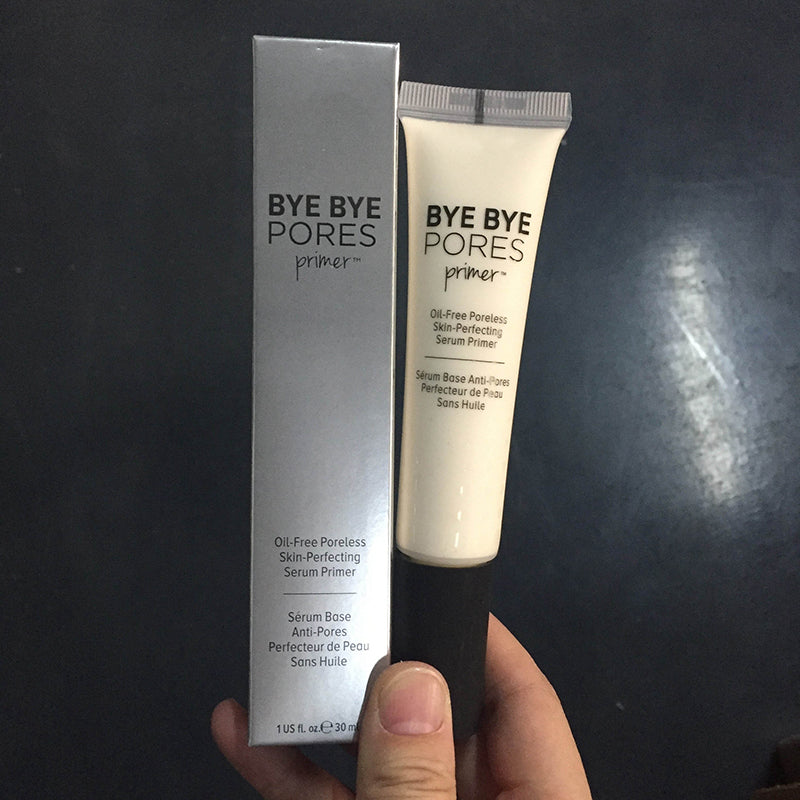 BYE BYE
PORES
primer™
Oil-Free Poreless
Skin-Perfecting
Serum Primer
Sérum Base
Anti-Pores
Perfecteur de Peau
Sans Huile
1 US fl. oz. ℮ 30 ml
BYE BYE
PORES
primer™
Oil-Free Poreless
Skin-Perfecting
Serum Primer
Sérum Base Anti-Pores
Perfecteur de Peau
Sans Huile